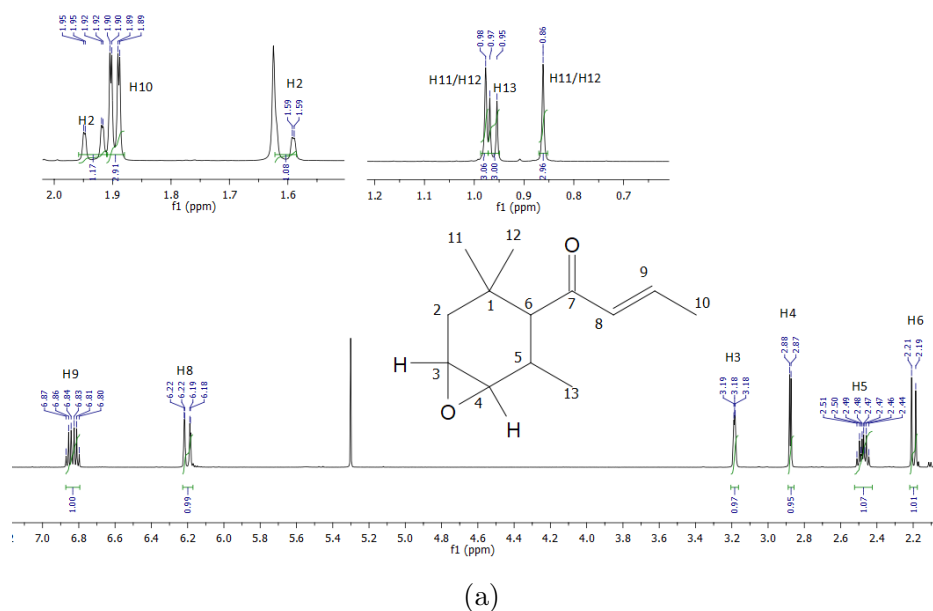 1.95 1.95 1.92 1.92 1.90 1.90 1.89 1.89
1.59 1.59
0.98 0.97 0.95
0.86
H2
H10
H2
H11/H12
H13
H11/H12
1.17 2.91 1.08
3.06 3.00 2.96
2.0 1.9 1.8 1.7 1.6
f1 (ppm)
1.2 1.1 1.0 0.9 0.8 0.7
f1 (ppm)
11 12 O
1 6 7 9 10
2 5 8
H 3 4 13
O H
H9
6.87 6.86 6.84 6.83 6.81 6.80
H8
6.22 6.22 6.19 6.18
H3
3.19 3.18 3.18
H4
2.88 2.87
H5
2.51 2.50 2.49 2.48 2.47 2.47 2.46 2.44
H6
2.21 2.19
1.00 0.99 0.97 0.95 1.07 1.01
7.0 6.8 6.6 6.4 6.2 6.0 5.8 5.6 5.4 5.2 5.0 4.8 4.6 4.4 4.2 4.0 3.8 3.6 3.4 3.2 3.0 2.8 2.6 2.4 2.2
f1 (ppm)
(a)